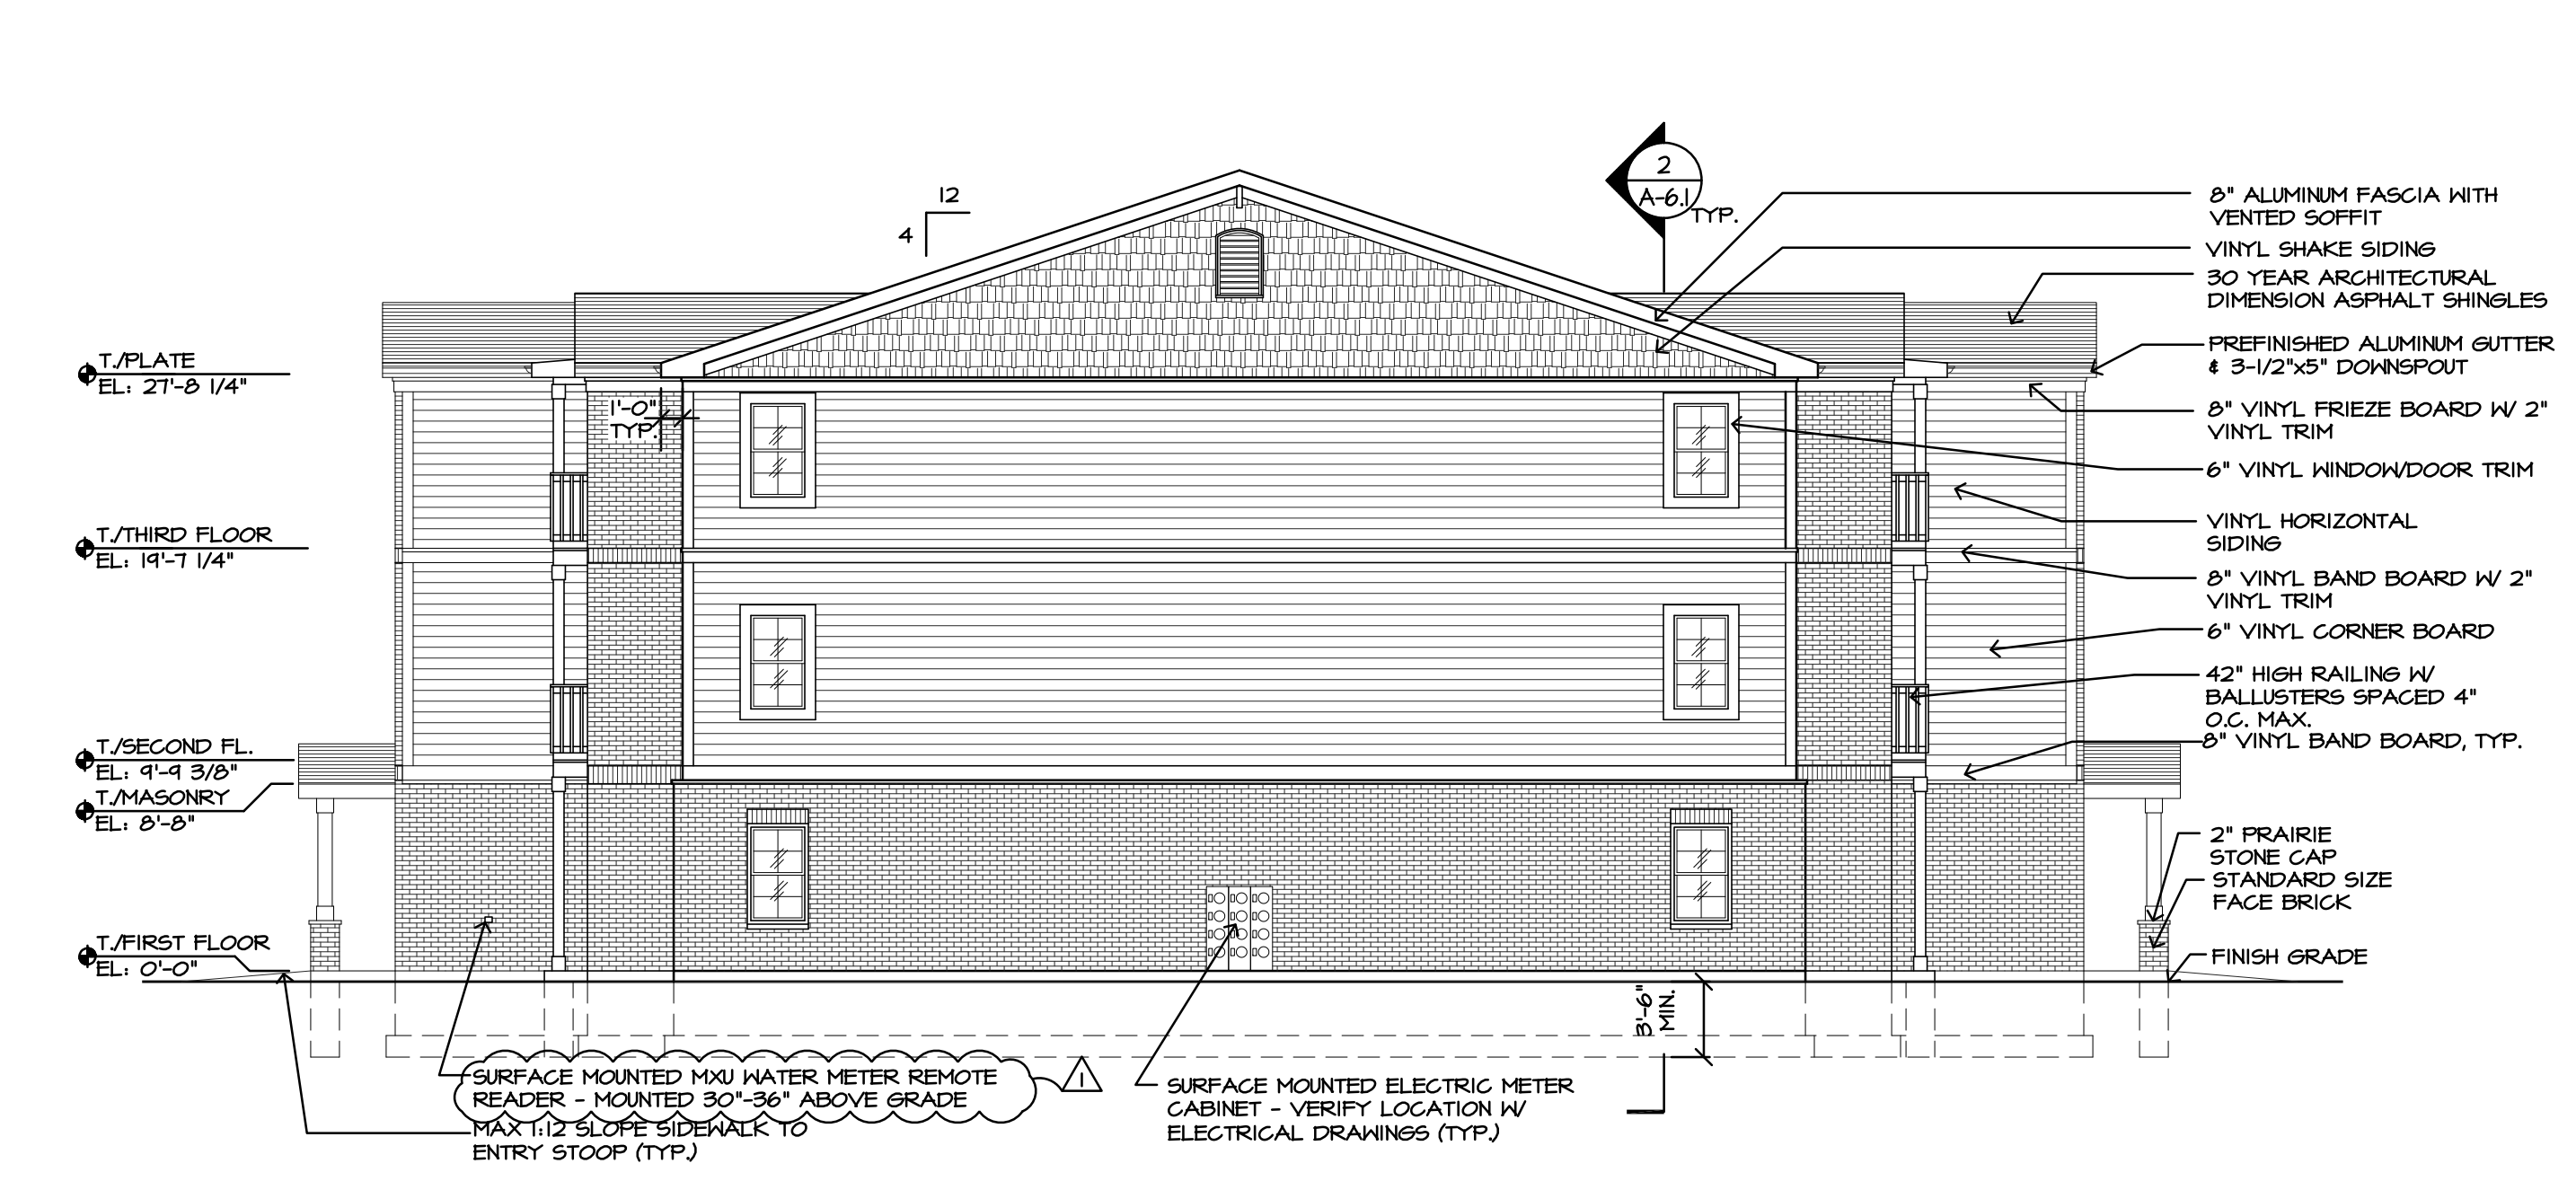 2
A-6.1
TYP.
12
4
8" ALUMINUM FASCIA WITH
VENTED SOFFIT
VINYL SHAKE SIDING
30 YEAR ARCHITECTURAL
DIMENSION ASPHALT SHINGLES
PREFINISHED ALUMINUM GUTTER
& 3-1/2"x5" DOWNSPOUT
8" VINYL FRIEZE BOARD W/ 2"
VINYL TRIM
6" VINYL WINDOW/DOOR TRIM
VINYL HORIZONTAL
SIDING
8" VINYL BAND BOARD W/ 2"
VINYL TRIM
6" VINYL CORNER BOARD
42" HIGH RAILING W/
BALLUSTERS SPACED 4"
O.C. MAX.
8" VINYL BAND BOARD, TYP.
2" PRAIRIE
STONE CAP
STANDARD SIZE
FACE BRICK
FINISH GRADE
T./PLATE
EL: 27'-8 1/4"
1'-0"
TYP.
T./THIRD FLOOR
EL: 19'-7 1/4"
T./SECOND FL.
EL: 9'-9 3/8"
T./MASONRY
EL: 8'-8"
T./FIRST FLOOR
EL: 0'-0"
3'-6"
MIN.
SURFACE MOUNTED MXU WATER METER REMOTE
READER - MOUNTED 30"-36" ABOVE GRADE
1
MAX 1:12 SLOPE SIDEWALK TO
ENTRY STOOP (TYP.)
SURFACE MOUNTED ELECTRIC METER
CABINET - VERIFY LOCATION W/
ELECTRICAL DRAWINGS (TYP.)